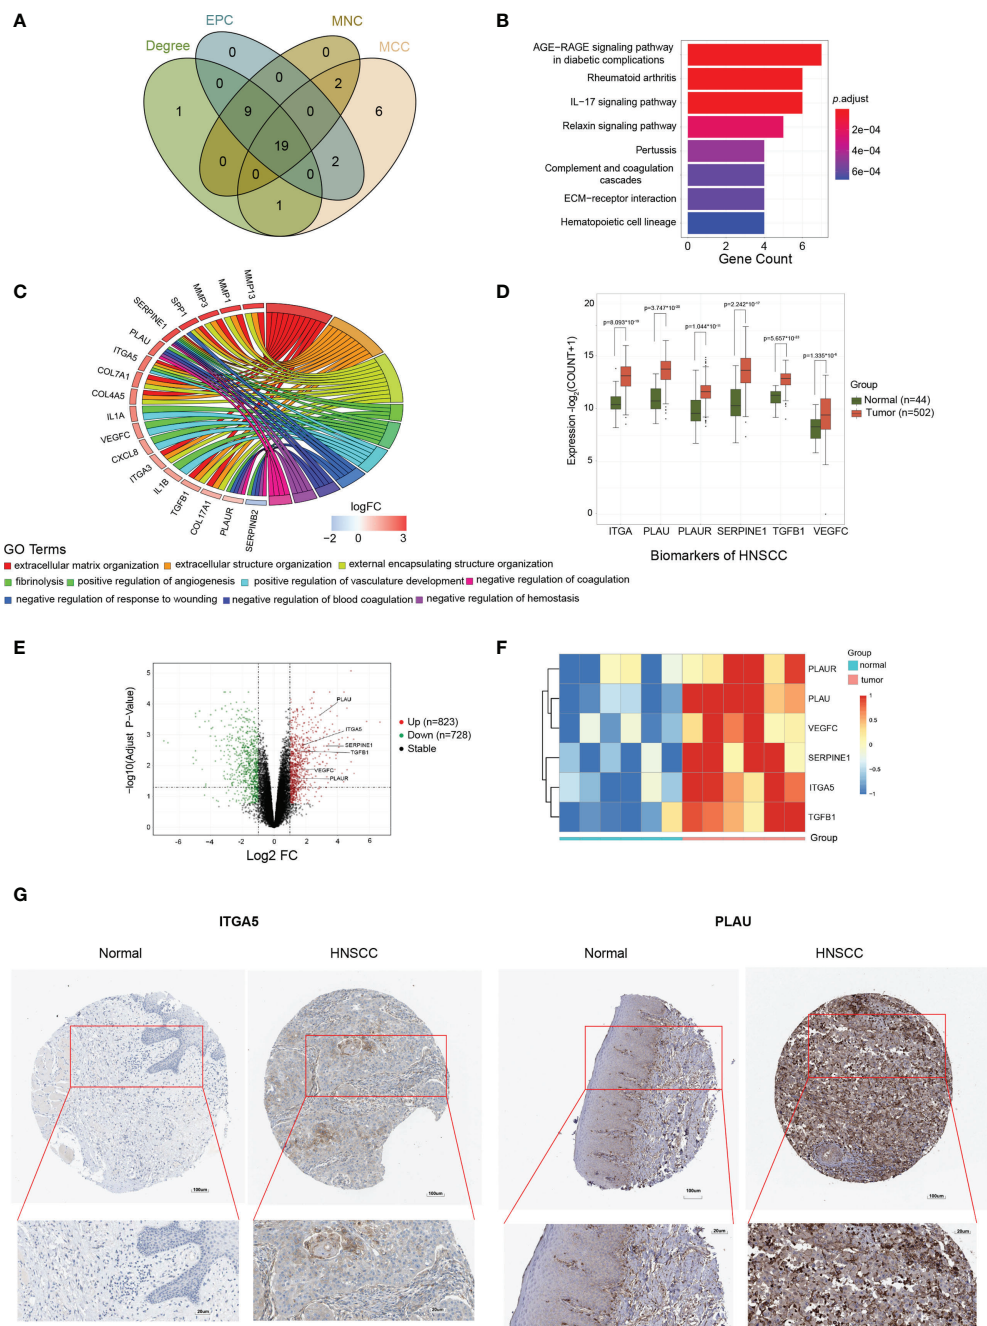 A
EPC
MNC
Degree
MCC
0
0
1
0
0
2
6
9
0
19
0
2
0
0
1
B
AGE−RAGE signaling pathway
in diabetic complications
Rheumatoid arthritis
IL−17 signaling pathway
Relaxin signaling pathway
Pertussis
Complement and coagulation
cascades
ECM−receptor interaction
Hematopoietic cell lineage
0
2
4
6
Gene Count
p.adjust
2e−04
4e−04
6e−04
C
MMP13
MMP1
MMP3
SPP1
SERPINE1
PLAU
ITGA5
COL7A1
COL4A5
IL1A
VEGFC
CXCL8
ITGA3
IL1B
TGFB1
COL17A1
PLAUR
SERPINB2
logFC
−2
0
3
GO Terms
extracellular matrix organization
extracellular structure organization
external encapsulating structure organization
fibrinolysis
positive regulation of angiogenesis
positive regulation of vasculature development
negative regulation of coagulation
negative regulation of response to wounding
negative regulation of blood coagulation
negative regulation of hemostasis
D
Expression -log2(COUNT+1)
20
15
10
5
0
ITGA
PLAU
PLAUR
SERPINE1
TGFB1
VEGFC
Biomarkers of HNSCC
Group
Normal (n=44)
Tumor (n=502)
E
−log10(Adjust P−Value)
5
4
3
2
1
0
PLAU
ITGA5
SERPINE1
TGFB1
VEGFC
PLAUR
-6
-4
-2
0
2
4
6
Log2 FC
Up (n=823)
Down (n=728)
Stable
F
PLAUR
PLAU
VEGFC
SERPINE1
ITGA5
TGFB1
Group
Group
normal
tumor
1
0.5
0
−0.5
−1
G
ITGA5
PLAU
Normal
HNSCC
Normal
HNSCC
100um
100um
100um
100um
20um
20um
20um
20um